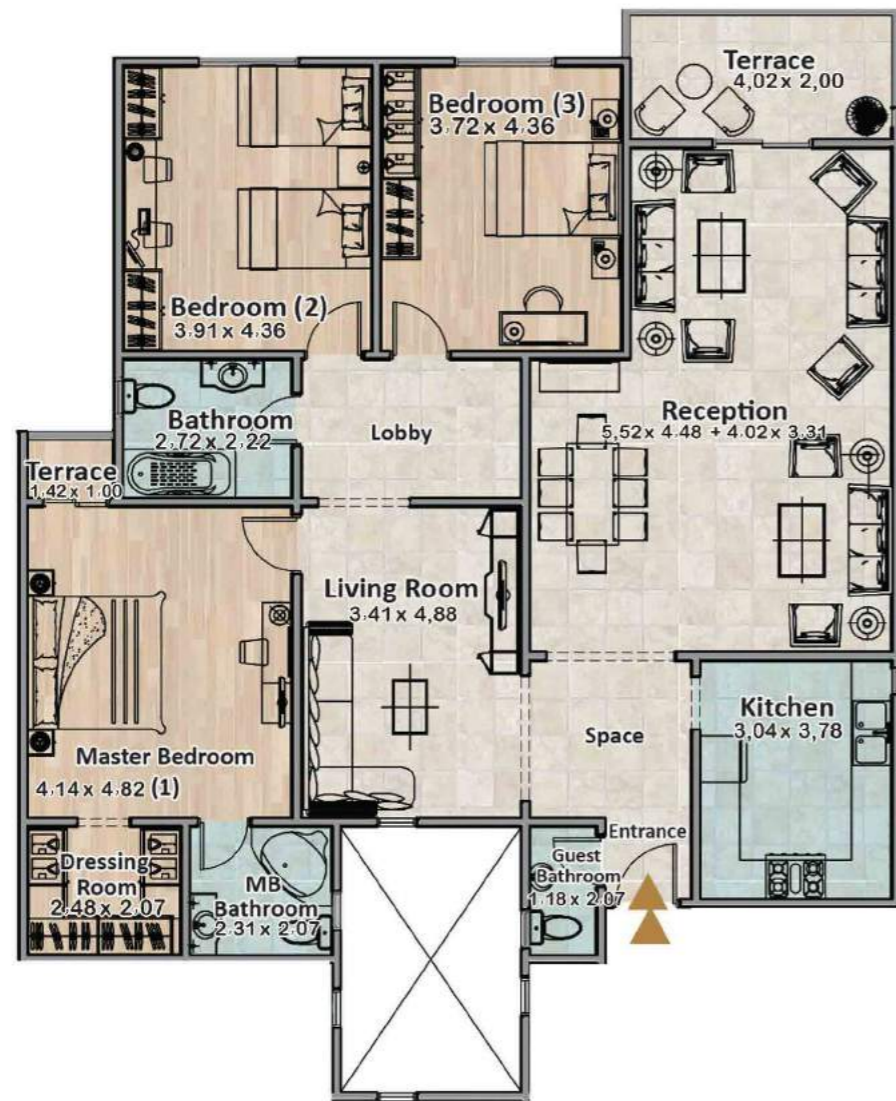 Terrace
4,02 x 2,00
Bedroom (3)
3,72 x 4,36
Bedroom (2)
3,91 x 4,36
Bathroom
2,72 x 2,22
Lobby
Reception
5,52 x 4.48 + 4.02 x 3,31
Terrace
1,42 x 1,00
Living Room
3,41 x 4,88
Master Bedroom
4,14 x 4,82 (1)
Space
Kitchen
3,04 x 3,78
Entrance
Dressing
Room
2,48 x 2,07
MB
Bathroom
2,31 x 2,07
Guest
Bathroom
1,18 x 2,07